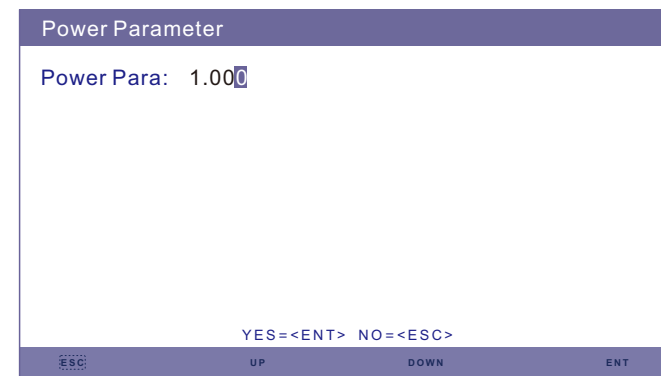 Power Parameter
Power Para: 1.000
YES=<ENT> NO=<ESC>
ESC UP DOWN ENT